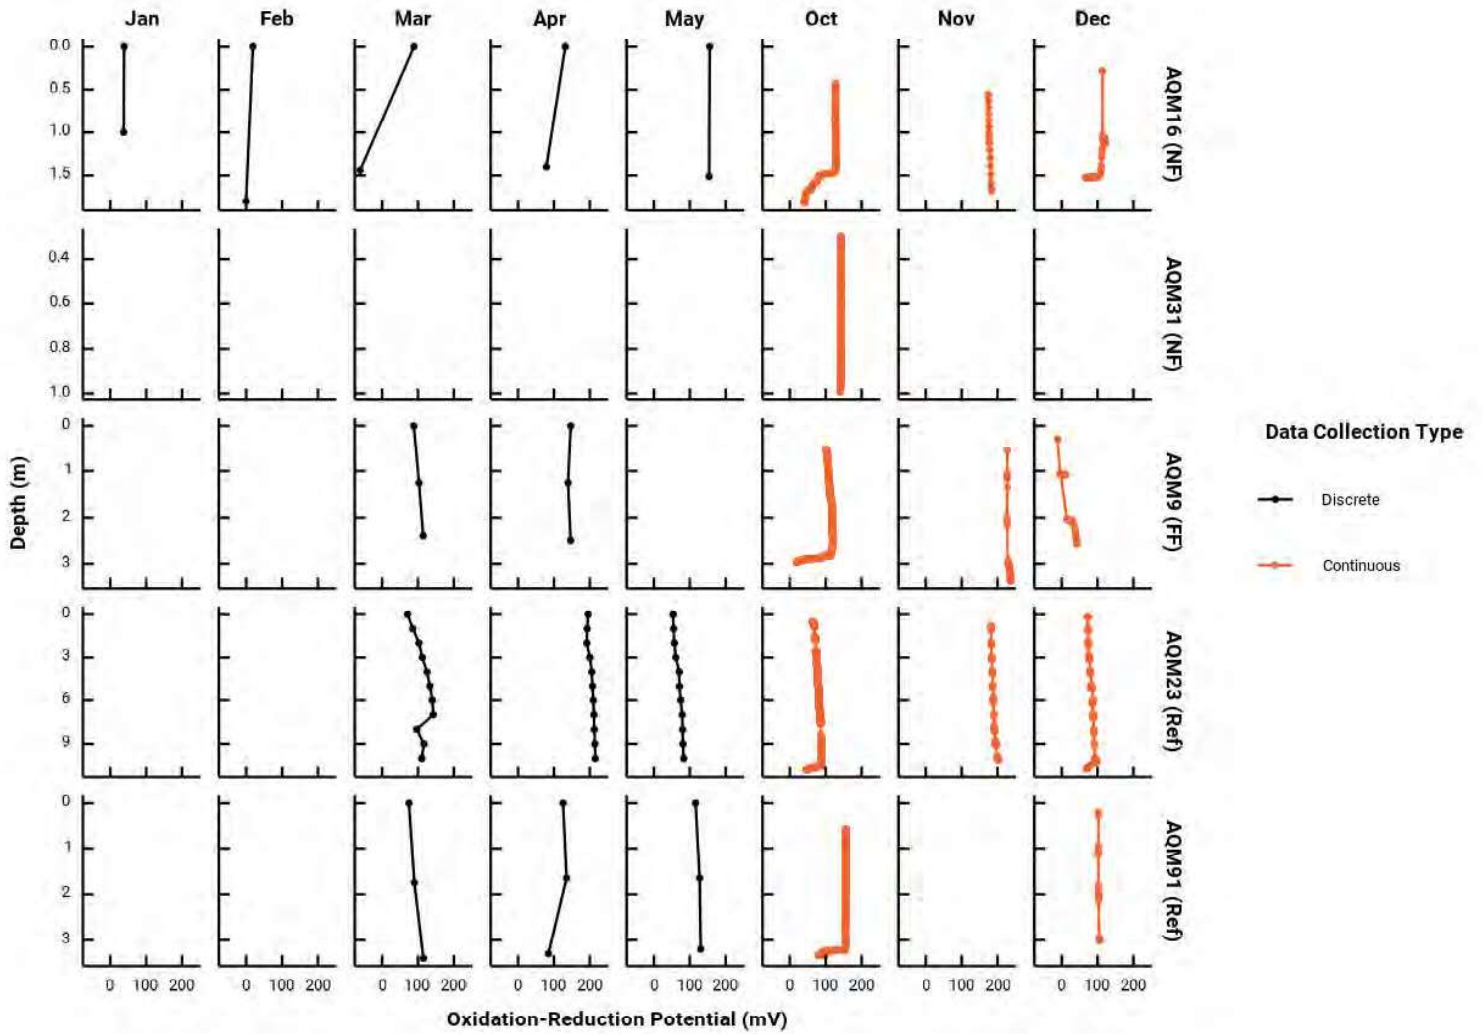 Jan Feb Mar Apr May Oct Nov Dec
0.0
0.5
1.0
1.5
AQM16 (NF)
0.4
0.6
0.8
1.0
AQM31 (NF)
0
1
2
3
AQM9 (FF)
0
3
6
9
AQM23 (Ref)
0
1
2
3
AQM91 (Ref)
Depth (m)
0 100 200 0 100 200 0 100 200 0 100 200 0 100 200 0 100 200 0 100 200 0 100 200
Oxidation-Reduction Potential (mV)
Data Collection Type
Discrete
Continuous